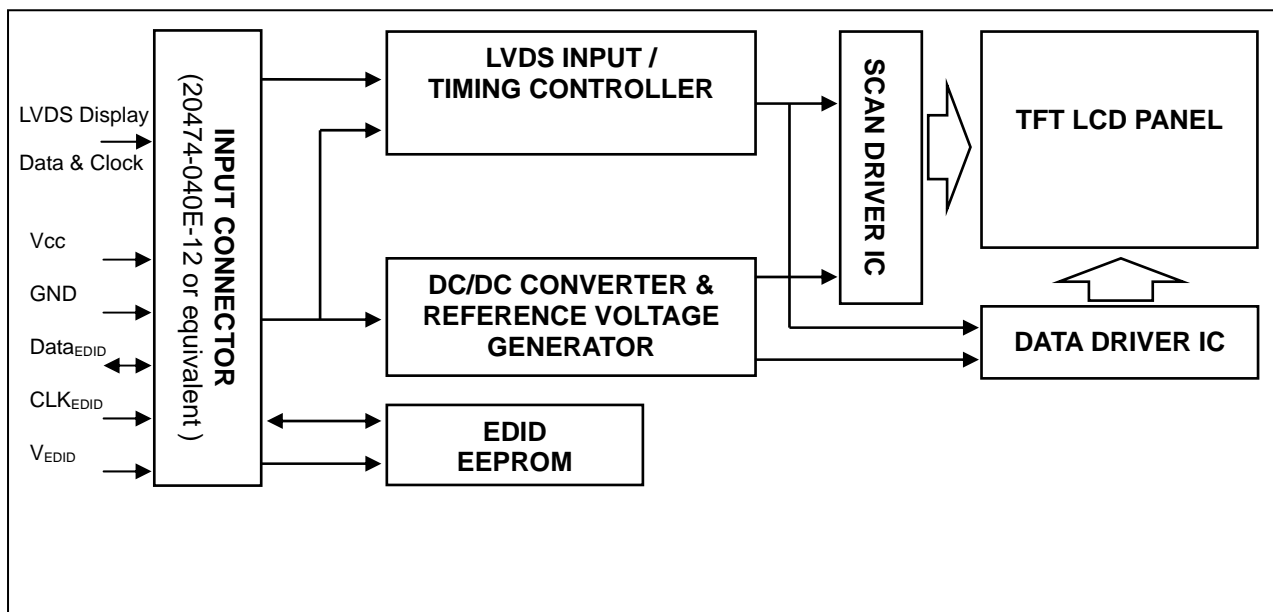 LVDS Display
Data & Clock
Vcc
GND
DataEDID
CLKEDID
VEDID
INPUT CONNECTOR
(20474-040E-12 or equivalent )
LVDS INPUT /
TIMING CONTROLLER
DC/DC CONVERTER &
REFERENCE VOLTAGE
GENERATOR
EDID
EEPROM
SCAN DRIVER IC
TFT LCD PANEL
DATA DRIVER IC